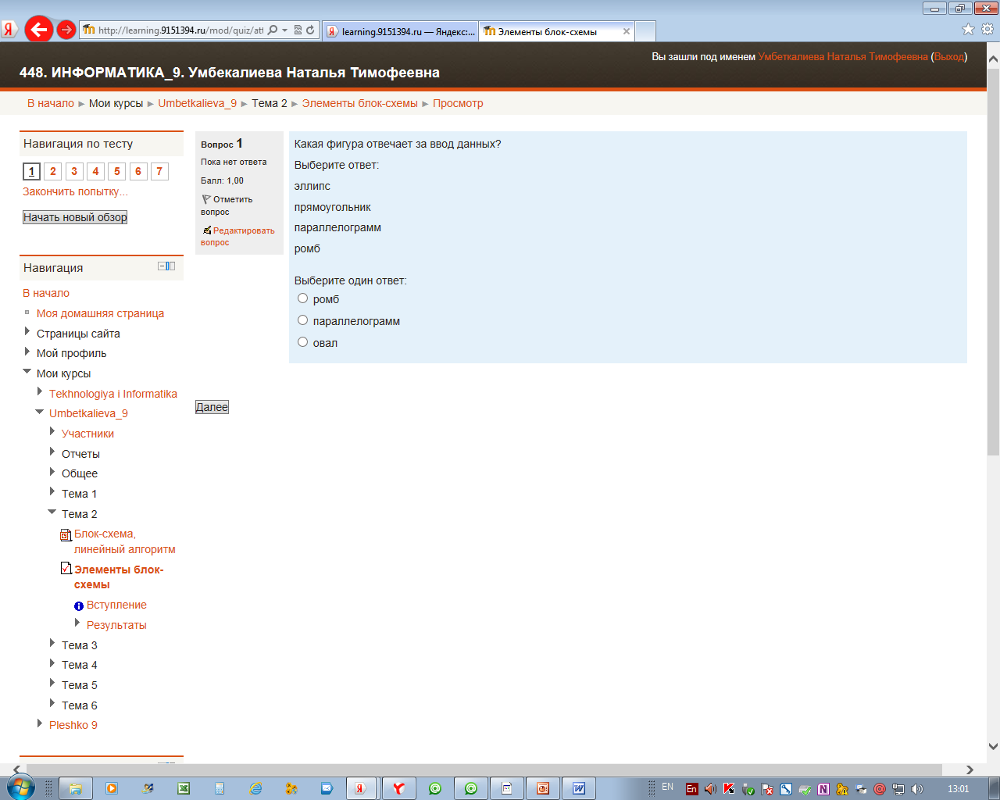 http://learning.9151394.ru/mod/quiz/att
learning.9151394.ru — Яндекс:...
Элементы блок-схемы
Вы зашли под именем Умбеткалиева Наталья Тимофеевна (Выход)
448. ИНФОРМАТИКА_9. Умбекалиева Наталья Тимофеевна
В начало ► Мои курсы ► Umbetkalieva_9 ► Тема 2 ► Элементы блок-схемы ► Просмотр
Навигация по тесту
1 2 3 4 5 6 7
Закончить попытку...
Начать новый обзор
Вопрос 1
Пока нет ответа
Балл: 1,00
Отметить
вопрос
Редактировать
вопрос
Какая фигура отвечает за ввод данных?
Выберите ответ:
эллипс
прямоугольник
параллелограмм
ромб
Выберите один ответ:
ромб
параллелограмм
овал
Далее
Навигация
В начало
Моя домашняя страница
Страницы сайта
Мой профиль
Мои курсы
Tekhnologiya i Informatika
Umbetkalieva_9
Участники
Отчеты
Общее
Тема 1
Тема 2
Блок-схема,
линейный алгоритм
Элементы блок-
схемы
Вступление
Результаты
Тема 3
Тема 4
Тема 5
Тема 6
Pleshko 9
EN
En
13:01